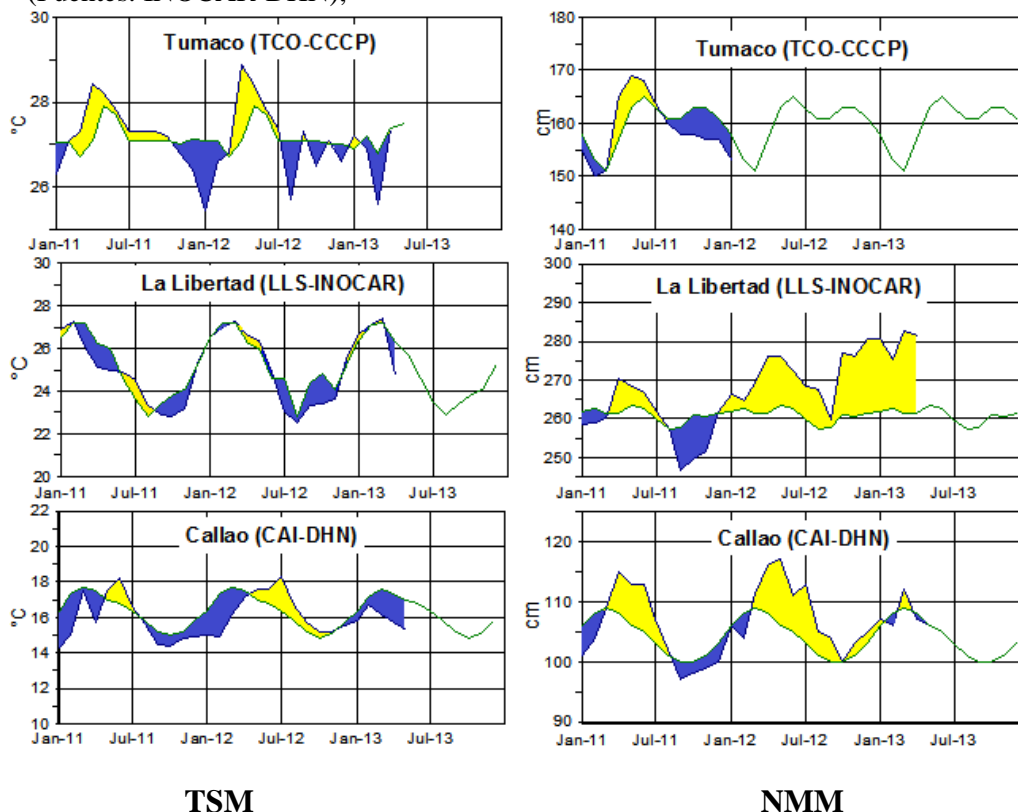 (Fuentes: INOCAR-DHN),
Tumaco (TCO-CCCP)
°C
30
28
26
Jan-11 Jul-11 Jan-12 Jul-12 Jan-13 Jul-13
Tumaco (TCO-CCCP)
cm
180
170
160
150
140
Jan-11 Jul-11 Jan-12 Jul-12 Jan-13 Jul-13
La Libertad (LLS-INOCAR)
°C
30
28
26
24
22
20
Jan-11 Jul-11 Jan-12 Jul-12 Jan-13 Jul-13
La Libertad (LLS-INOCAR)
cm
300
290
280
270
260
250
Jan-11 Jul-11 Jan-12 Jul-12 Jan-13 Jul-13
Callao (CAI-DHN)
°C
22
20
18
16
14
12
10
Jan-11 Jul-11 Jan-12 Jul-12 Jan-13 Jul-13
Callao (CAI-DHN)
cm
120
110
100
90
Jan-11 Jul-11 Jan-12 Jul-12 Jan-13 Jul-13
TSM
NMM